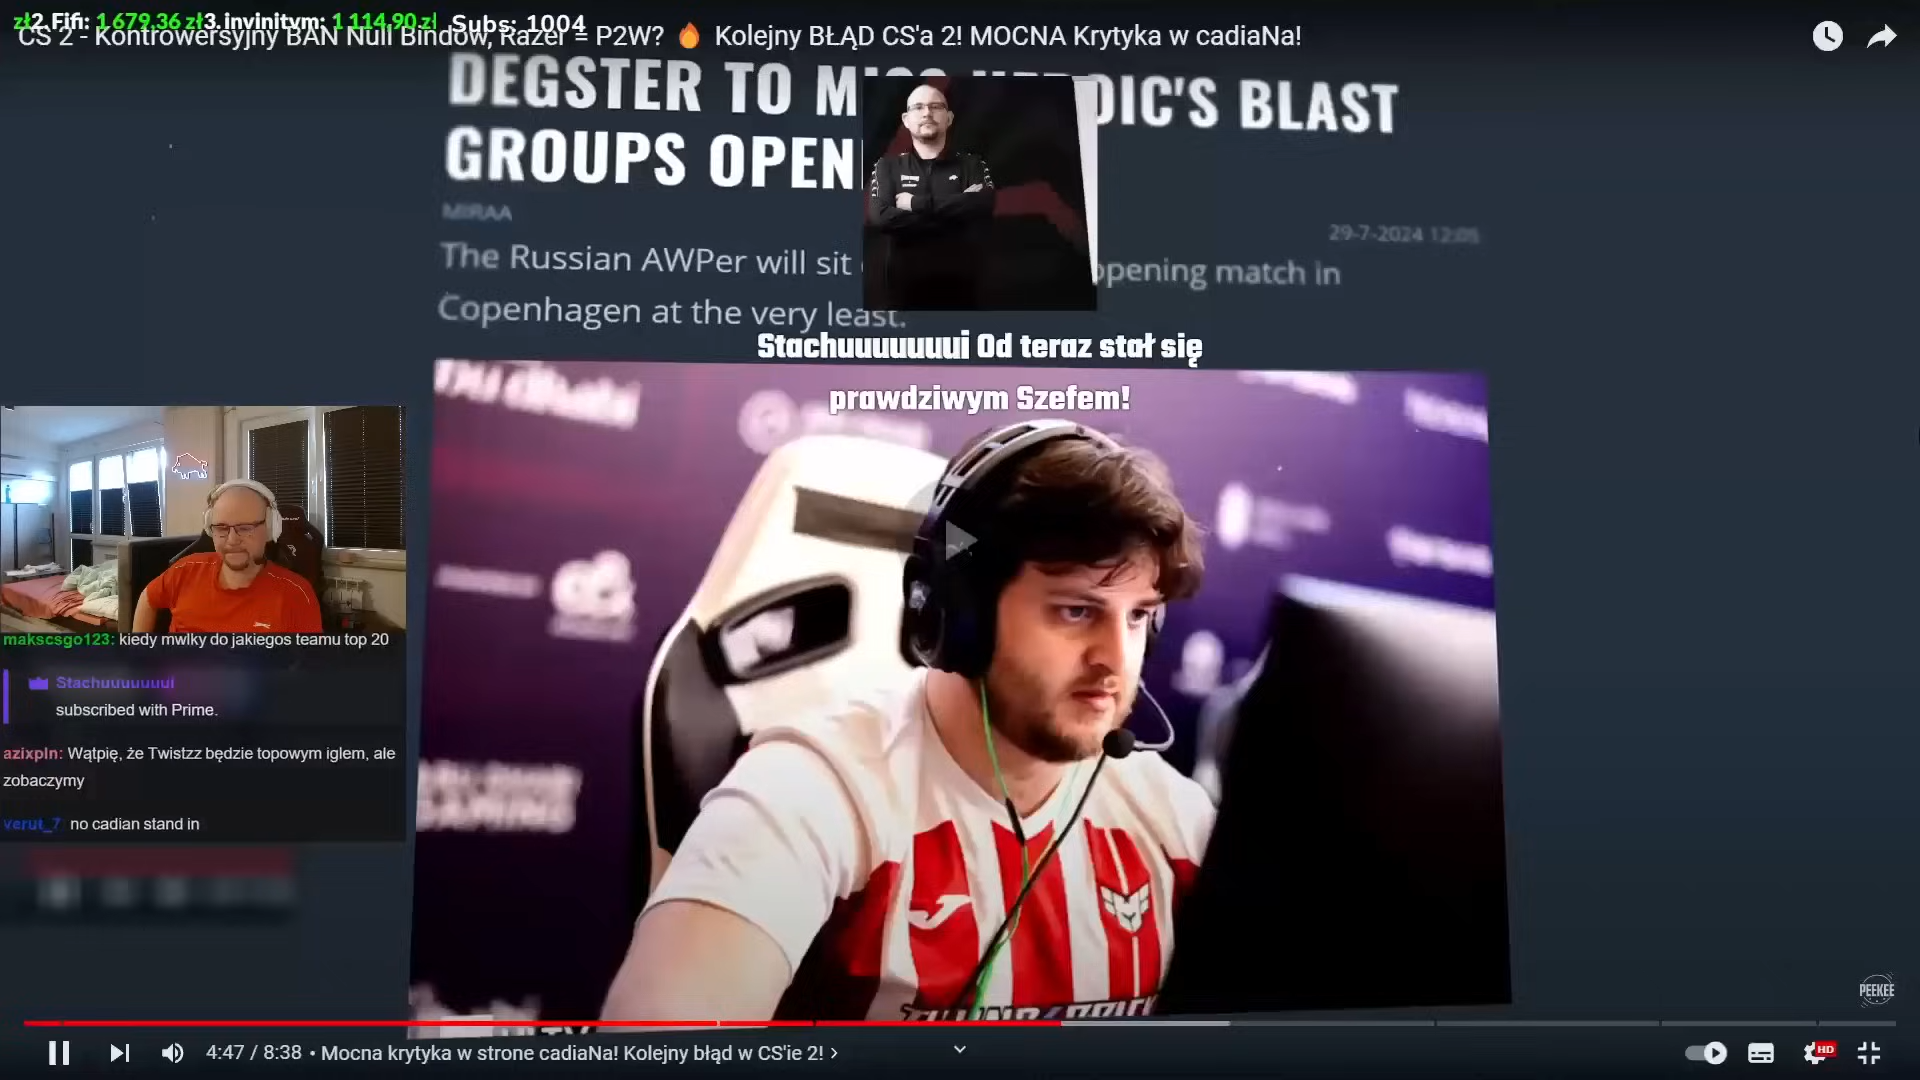 zł2. Fifi: 1 679,36 zł3. invinitym: 1 114,90 zł Subs: 1004
CS 2 - Kontrowersyjny BAN Null Bindów, Razer = P2W? 🔥 Kolejny BŁĄD CS'a 2! MOCNA Krytyka w cadiaNa!
DEGSTER TO MISS HEROIC'S BLAST
GROUPS OPEN
MIRAA
29-7-2024 12:05
The Russian AWPer will sit opening match in
Copenhagen at the very least.
Stachuuuuuuui Od teraz stał się
prawdziwym Szefem!
makscsgo123: kiedy mwlky do jakiegos teamu top 20
Stachuuuuuuui
subscribed with Prime.
azixpln: Wątpię, że Twistzz będzie topowym iglem, ale
zobaczymy
verut_7 no cadian stand in
PEEKEE
4:47 / 8:38 • Mocna krytyka w strone cadiaNa! Kolejny błąd w CS'ie 2! ›
HD